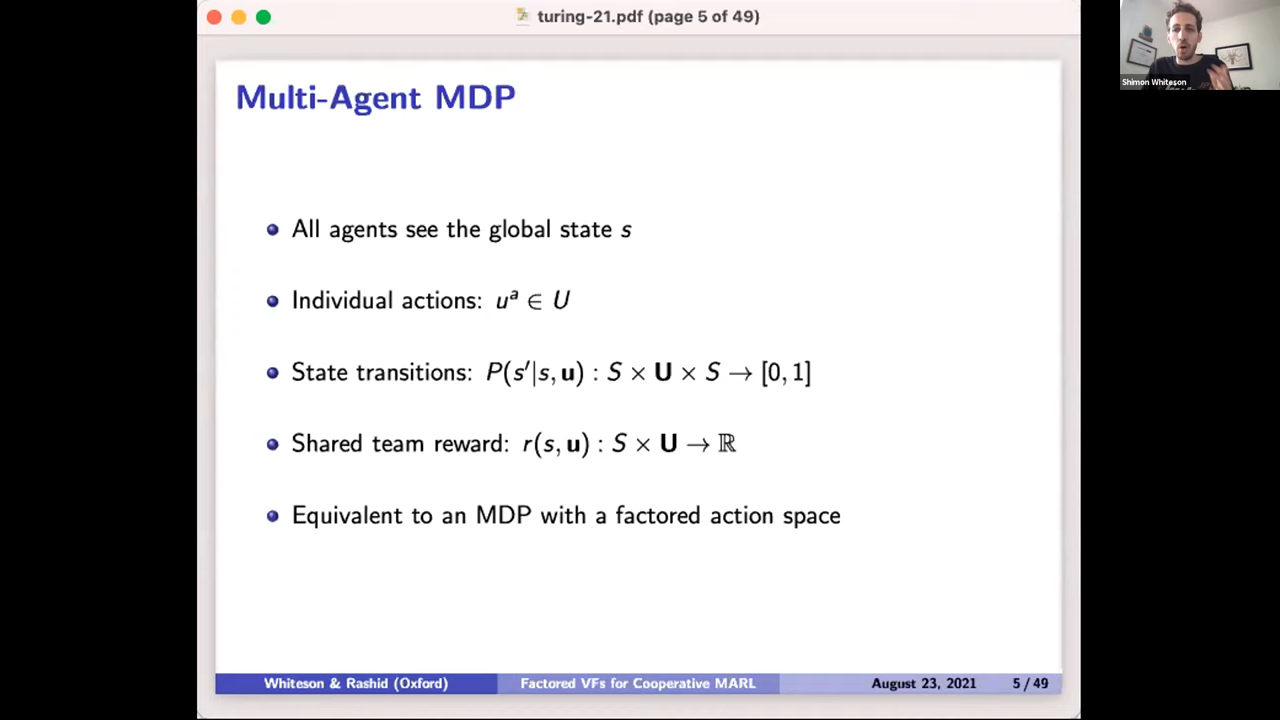 turing-21.pdf (page 5 of 49)
Shimon Whiteson
Multi-Agent MDP
All agents see the global state s
Individual actions: uᵃ ∈ U
State transitions: P(s′|s, u) : S × U × S → [0, 1]
Shared team reward: r(s, u) : S × U → ℝ
Equivalent to an MDP with a factored action space
Whiteson & Rashid (Oxford) Factored VFs for Cooperative MARL August 23, 2021 5 / 49